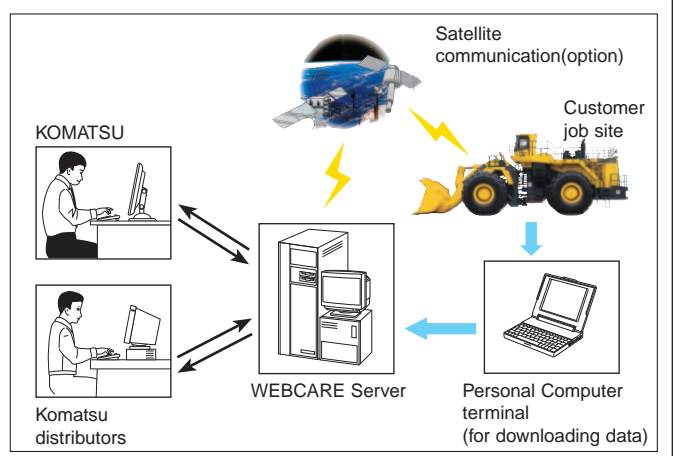 Satellite
communication(option)
Customer
job site
KOMATSU
WEBCARE Server
Personal Computer
terminal
(for downloading data)
Komatsu
distributors